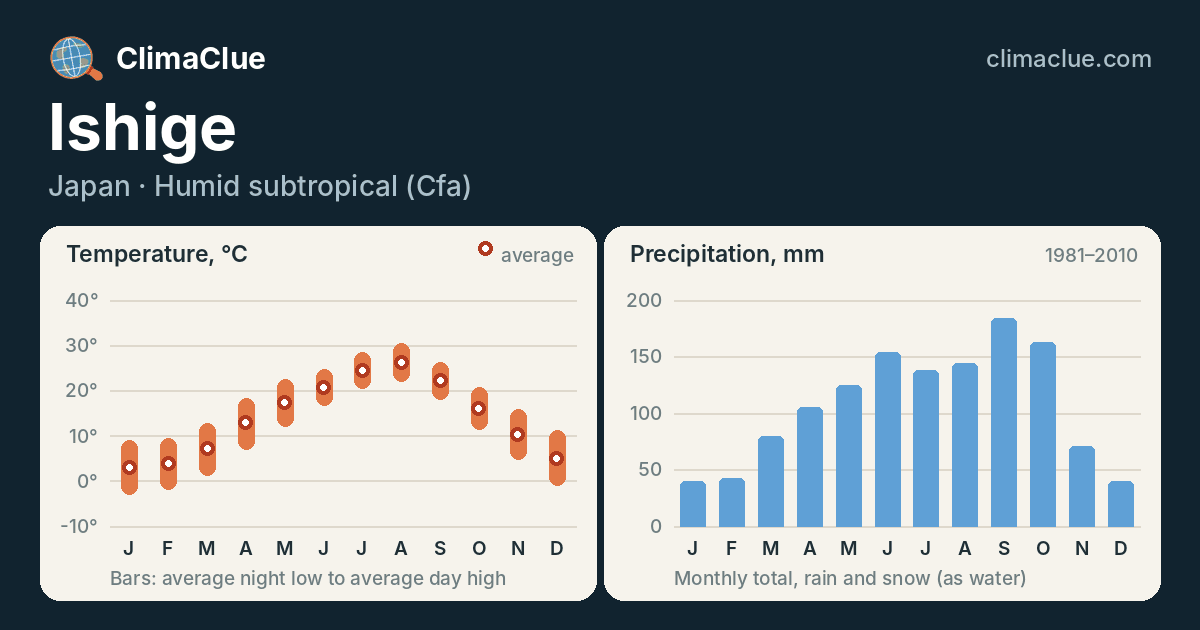 ClimaClue
climaclue.com
Ishige
Japan · Humid subtropical (Cfa)
Temperature, °C
average
40°
30°
20°
10°
0°
-10°
J F M A M J J A S O N D
Bars: average night low to average day high
Precipitation, mm
1981–2010
200
150
100
50
0
J F M A M J J A S O N D
Monthly total, rain and snow (as water)